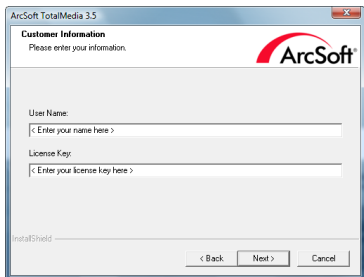 ArcSoft TotalMedia 3.5
Customer Information
Please enter your information.
ArcSoft®
User Name:
< Enter your name here >
License Key:
< Enter your license key here >
InstallShield
< Back
Next >
Cancel